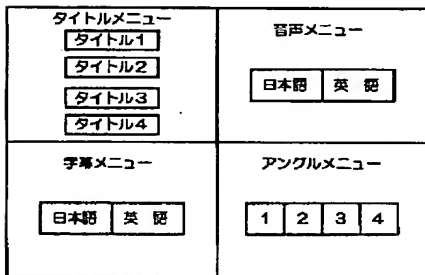 タイトルメニュー
タイトル1
タイトル2
タイトル3
タイトル4
音声メニュー
日本語 英 語
字幕メニュー
日本語 英 語
アングルメニュー
1 2 3 4